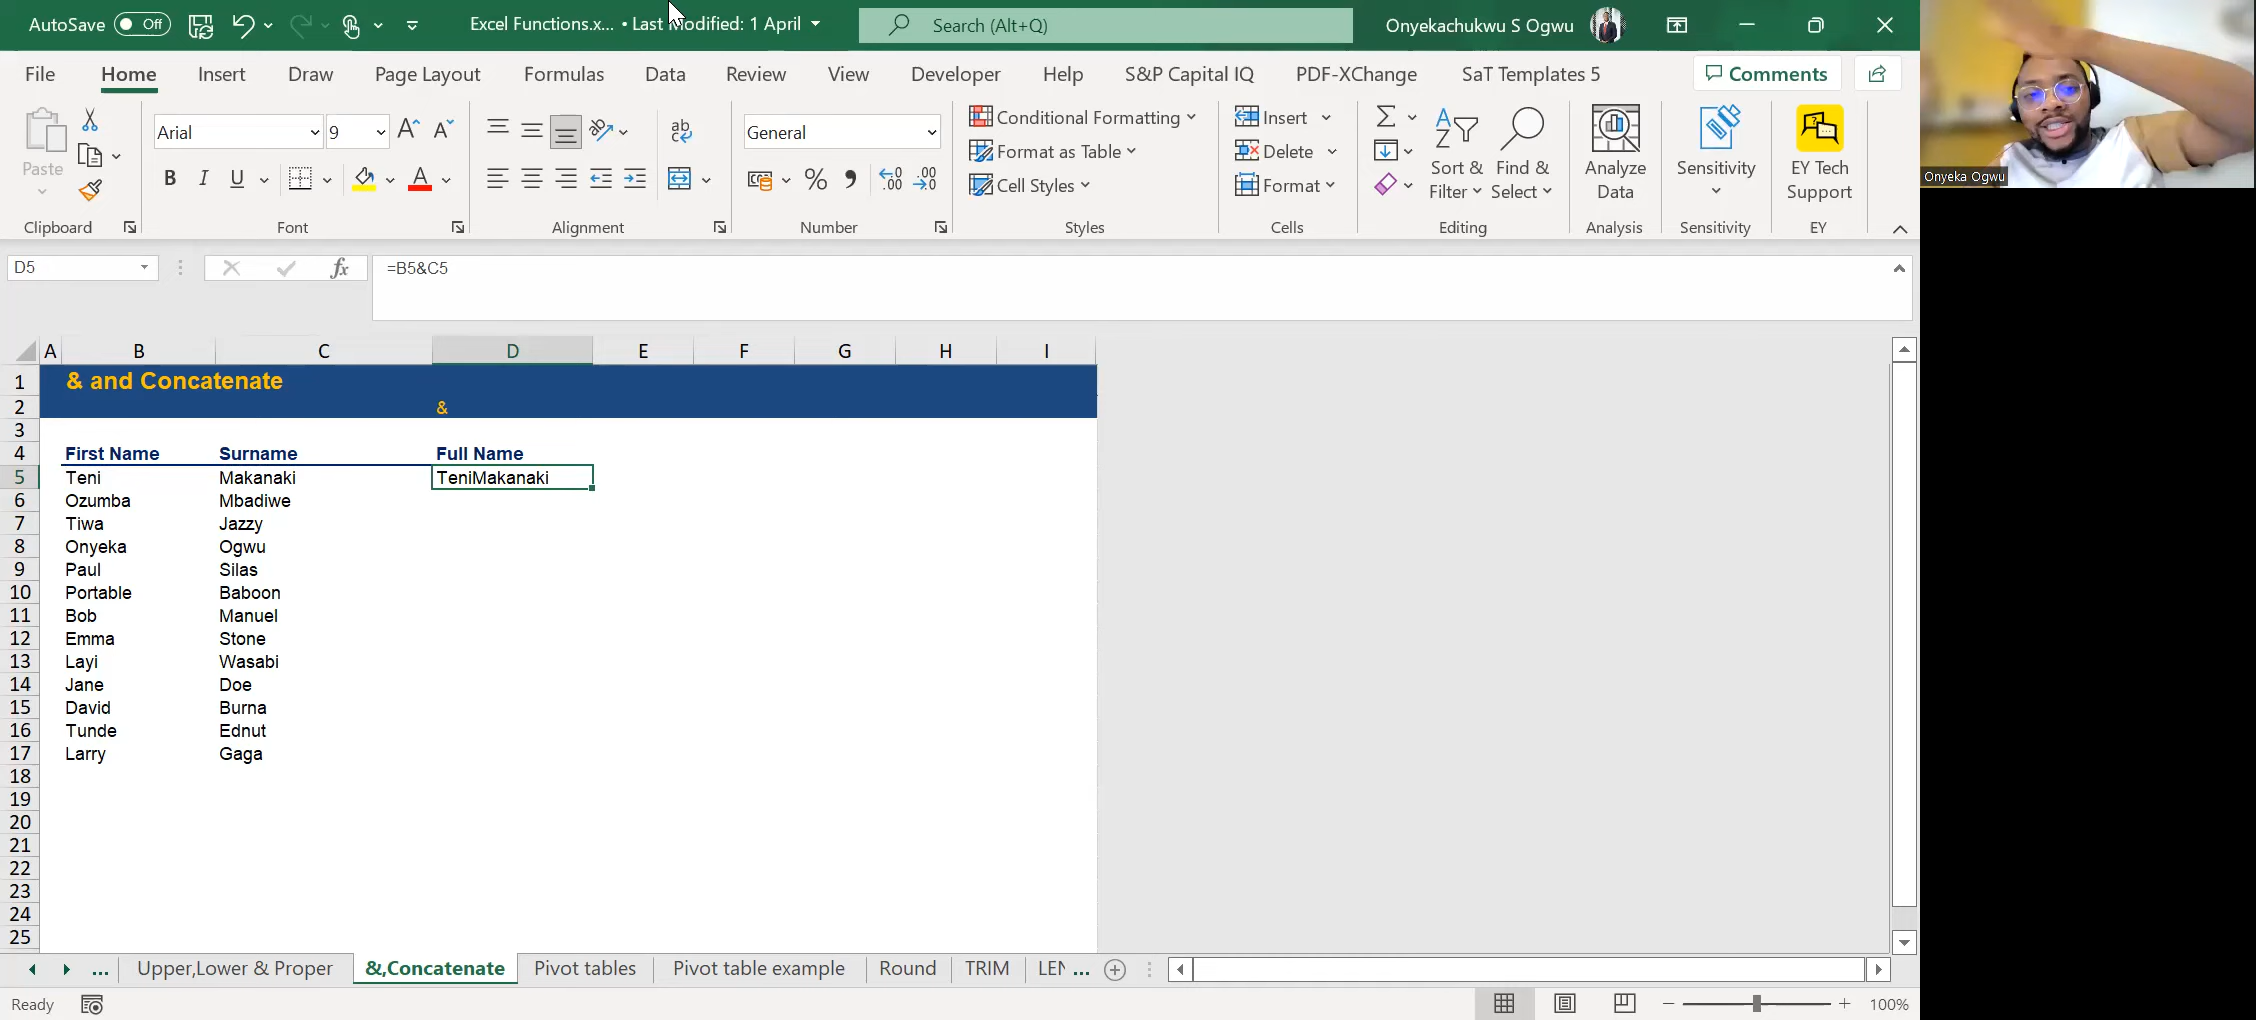 AutoSave Off Excel Functions.x... • Last Modified: 1 April Search (Alt+Q) Onyekachukwu S Ogwu
File Home Insert Draw Page Layout Formulas Data Review View Developer Help S&P Capital IQ PDF-XChange SaT Templates 5 Comments
Paste
Clipboard
Arial 9
B I U
Font
ab
Alignment
General
% 
Number
Conditional Formatting
Format as Table
Cell Styles
Styles
Insert
Delete
Format
Cells
Sort & Filter
Find & Select
Editing
Analyze Data
Analysis
Sensitivity
Sensitivity
EY Tech Support
EY
Onyeka Ogwu
D5 fx =B5&C5
A B C D E F G H I
1 & and Concatenate
2 &
3
4 First Name Surname Full Name
5 Teni Makanaki TeniMakanaki
6 Ozumba Mbadiwe
7 Tiwa Jazzy
8 Onyeka Ogwu
9 Paul Silas
10 Portable Baboon
11 Bob Manuel
12 Emma Stone
13 Layi Wasabi
14 Jane Doe
15 David Burna
16 Tunde Ednut
17 Larry Gaga
18
19
20
21
22
23
24
25
... Upper,Lower & Proper &,Concatenate Pivot tables Pivot table example Round TRIM LEN ...
Ready 100%